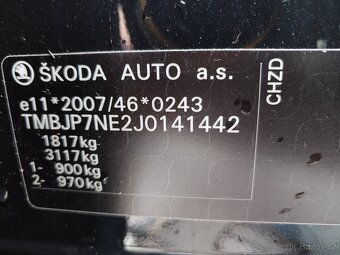 ŠKODA AUTO a.s.
CHZD
e11*2007/46*0243
TMBJP7NE2J0141442
1817kg
3117kg
1- 900kg
2- 970kg